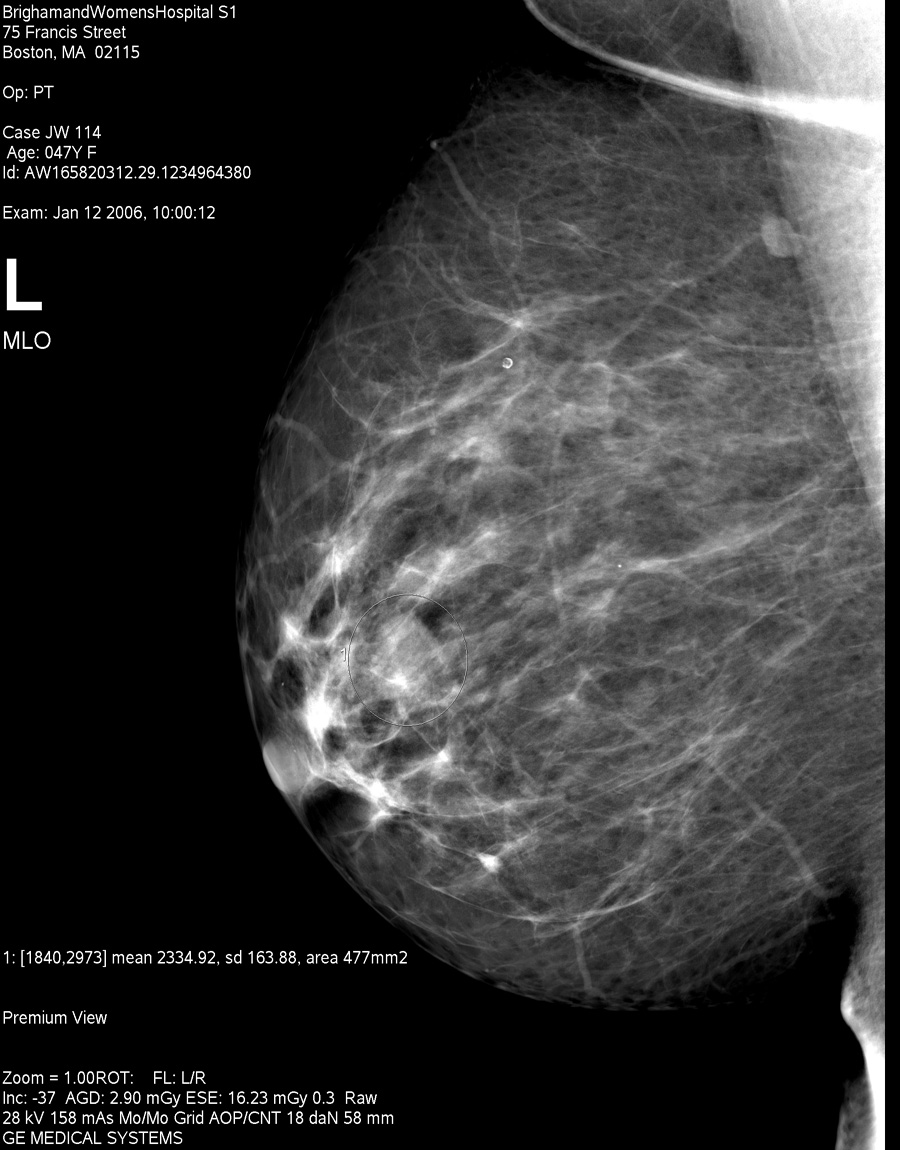 BrighamandWomensHospital S1
75 Francis Street
Boston, MA 02115
Op: PT
Case JW 114
Age: 047Y F
Id: AW165820312.29.1234964380
Exam: Jan 12 2006, 10:00:12
L
MLO
1
1: [1840,2973] mean 2334.92, sd 163.88, area 477mm2
Premium View
Zoom = 1.00ROT: FL: L/R
Inc: -37 AGD: 2.90 mGy ESE: 16.23 mGy 0.3 Raw
28 kV 158 mAs Mo/Mo Grid AOP/CNT 18 daN 58 mm
GE MEDICAL SYSTEMS